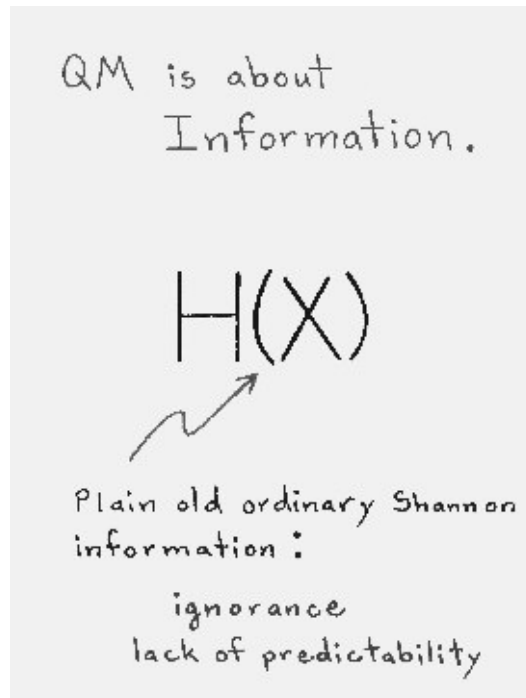 QM is about
Information.
H(X)
Plain old ordinary Shannon
information:
ignorance
lack of predictability